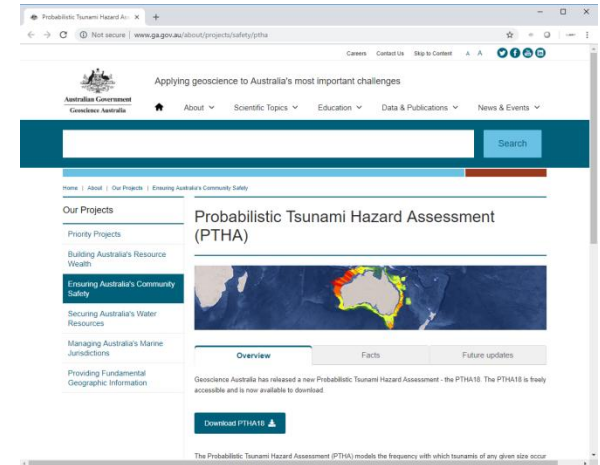 Probabilistic Tsunami Hazard As
Not secure | www.ga.gov.au/about/projects/safety/ptha
Careers Contact Us Skip to Content A A
Australian Government
Geoscience Australia
Applying geoscience to Australia's most important challenges
About Scientific Topics Education Data & Publications News & Events
Search
Home | About | Our Projects | Ensuring Australia's Community Safety
Our Projects
Priority Projects
Building Australia's Resource
Wealth
Ensuring Australia's Community
Safety
Securing Australia's Water
Resources
Managing Australia's Marine
Jurisdictions
Providing Fundamental
Geographic Information
Probabilistic Tsunami Hazard Assessment
(PTHA)
Overview Facts Future updates
Geoscience Australia has released a new Probabilistic Tsunami Hazard Assessment - the PTHA18. The PTHA18 is freely
accessible and is now available to download.
Download PTHA18
The Probabilistic Tsunami Hazard Assessment (PTHA) models the frequency with which tsunamis of any given size occur